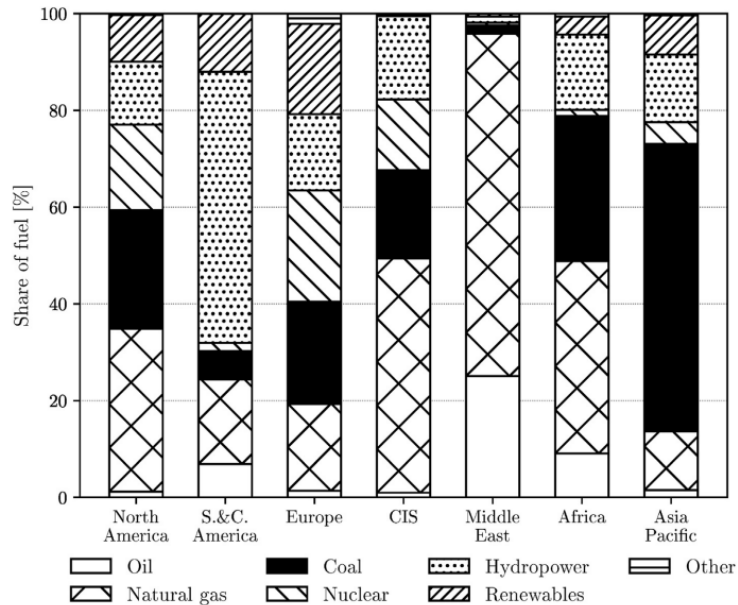 100
80
60
40
20
0
Share of fuel [%]
North America
S.&C. America
Europe
CIS
Middle East
Africa
Asia Pacific
Oil
Coal
Hydropower
Other
Natural gas
Nuclear
Renewables